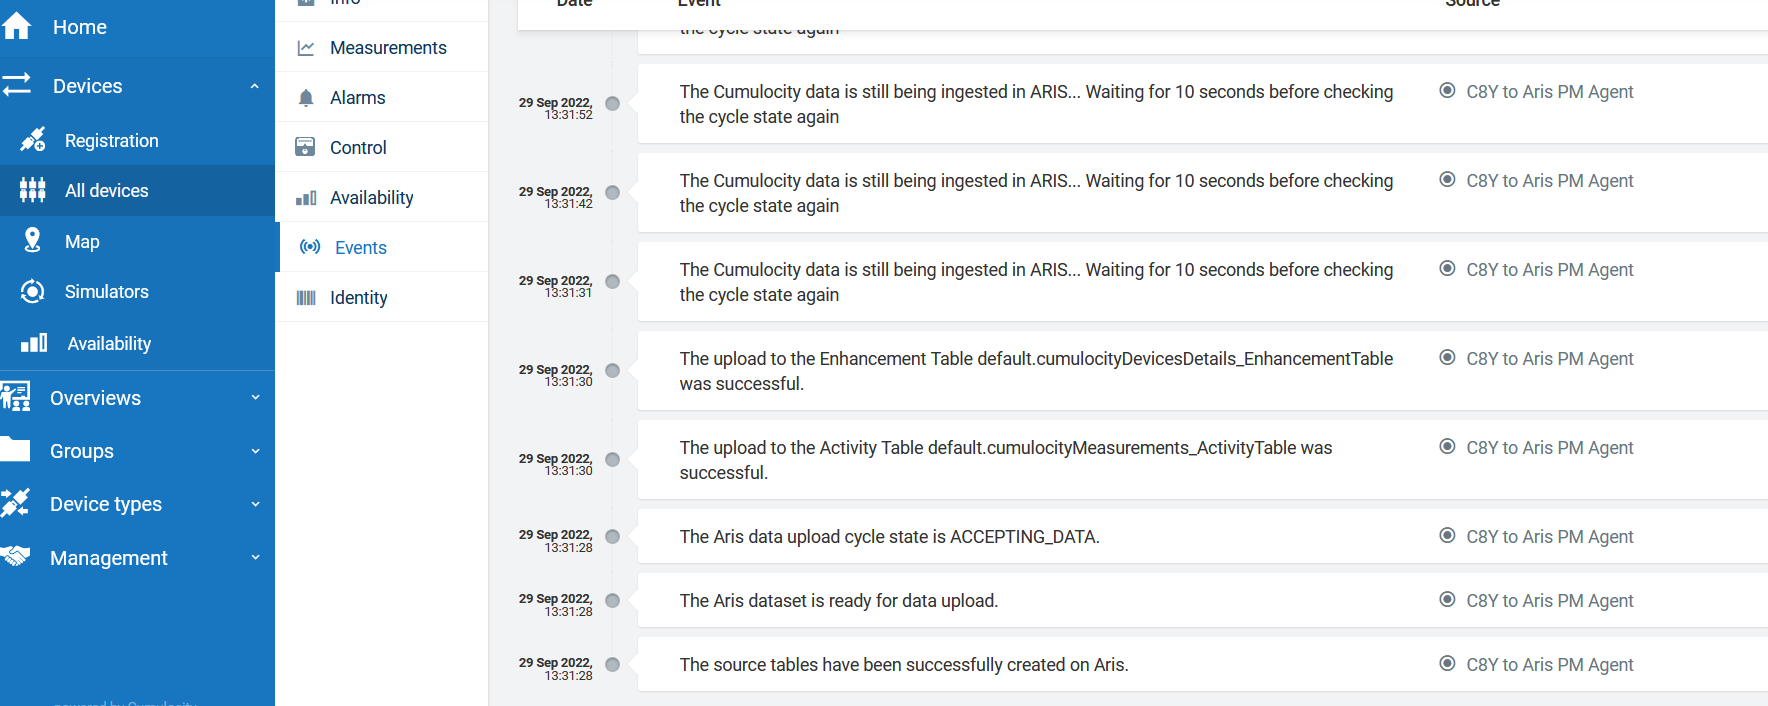 Home
Devices
Registration
All devices
Map
Simulators
Availability
Overviews
Groups
Device types
Management
powered by Cumulocity
Info
Measurements
Alarms
Control
Availability
Events
Identity
Date Event Source
the cycle state again
29 Sep 2022,
13:31:52
The Cumulocity data is still being ingested in ARIS... Waiting for 10 seconds before checking
the cycle state again
C8Y to Aris PM Agent
29 Sep 2022,
13:31:42
The Cumulocity data is still being ingested in ARIS... Waiting for 10 seconds before checking
the cycle state again
C8Y to Aris PM Agent
29 Sep 2022,
13:31:31
The Cumulocity data is still being ingested in ARIS... Waiting for 10 seconds before checking
the cycle state again
C8Y to Aris PM Agent
29 Sep 2022,
13:31:30
The upload to the Enhancement Table default.cumulocityDevicesDetails_EnhancementTable
was successful.
C8Y to Aris PM Agent
29 Sep 2022,
13:31:30
The upload to the Activity Table default.cumulocityMeasurements_ActivityTable was
successful.
C8Y to Aris PM Agent
29 Sep 2022,
13:31:28
The Aris data upload cycle state is ACCEPTING_DATA.
C8Y to Aris PM Agent
29 Sep 2022,
13:31:28
The Aris dataset is ready for data upload.
C8Y to Aris PM Agent
29 Sep 2022,
13:31:28
The source tables have been successfully created on Aris.
C8Y to Aris PM Agent